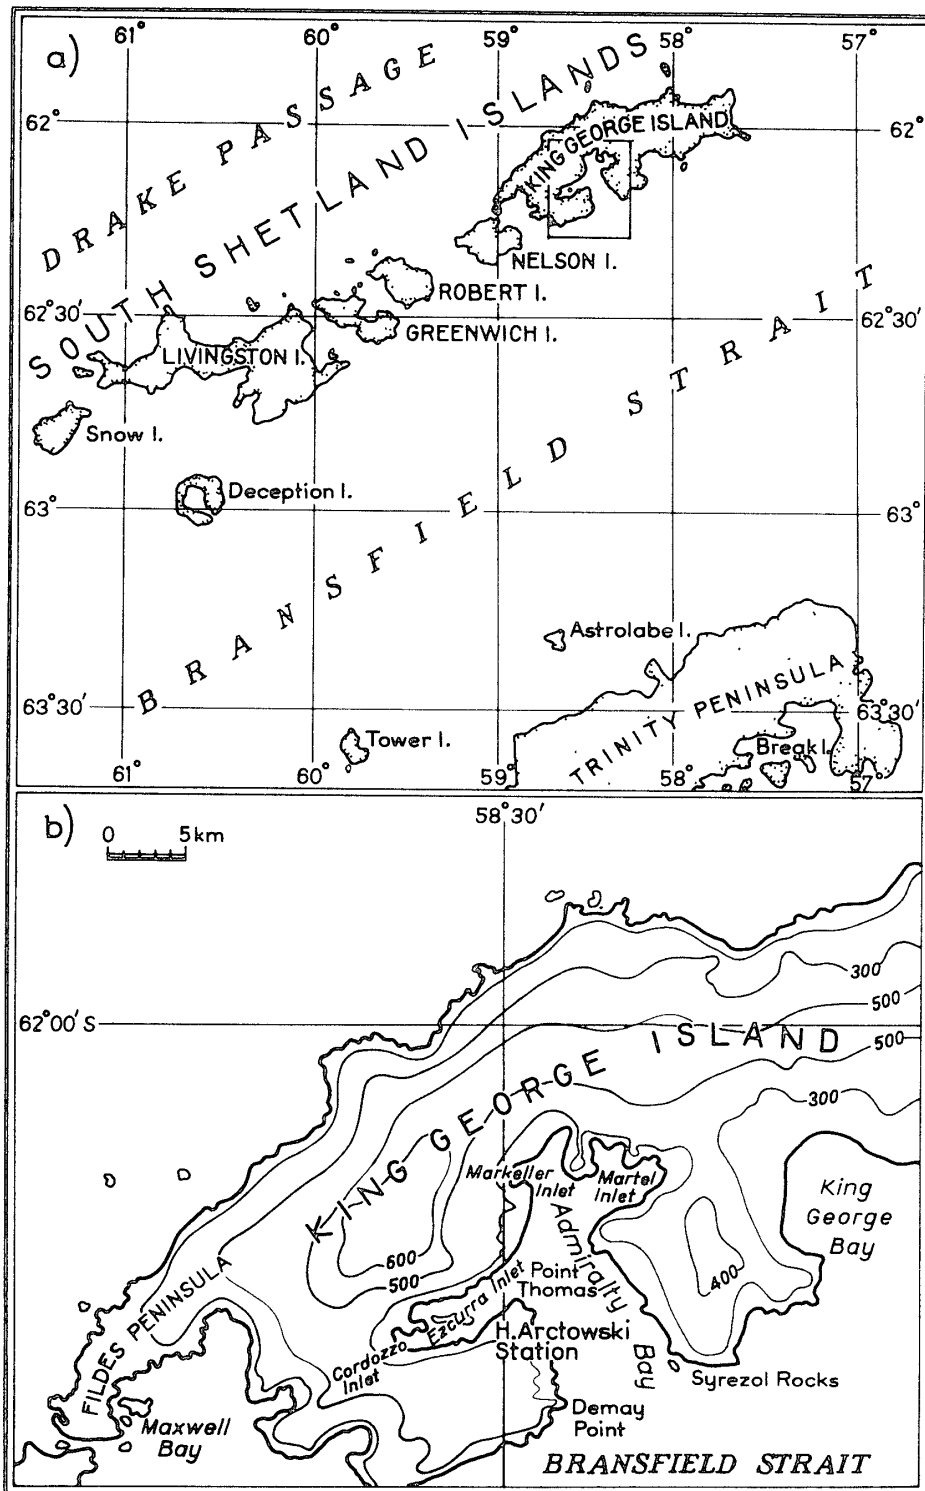 a)
61° 60° 59° 58° 57°
DRAKE PASSAGE
SOUTH SHETLAND ISLANDS
62° 62°
KING GEORGE ISLAND
NELSON I.
ROBERT I.
62°30' 62°30'
GREENWICH I.
LIVINGSTON I.
Snow I.
Deception I.
63° 63°
BRANSFIELD STRAIT
Astrolabe I.
TRINITY PENINSULA
63°30' 63°30'
Tower I.
Break I.
61° 60° 59° 58° 57°
b)
0 5km
58°30'
300
500
62°00' S
KING GEORGE ISLAND
500
300
Markeller
Inlet
Martel
Inlet
King
George
Bay
Admiralty
Bay
600
500
400
FILDES PENINSULA
Ezcurra Inlet
Point
Thomas
H. Arctowski
Station
Cordozzo
Inlet
Syrezol Rocks
Maxwell
Bay
Demay
Point
BRANSFIELD STRAIT